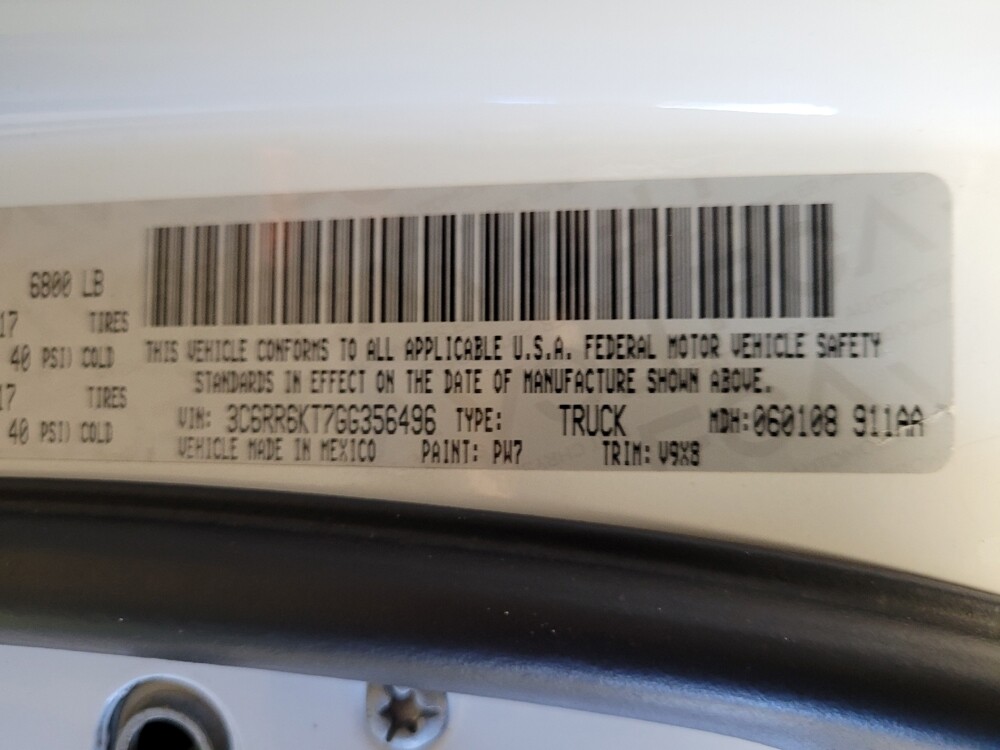 6800 LB
17 TIRES
40 PSI) COLD
17 TIRES
40 PSI) COLD
THIS VEHICLE CONFORMS TO ALL APPLICABLE U.S.A. FEDERAL MOTOR VEHICLE SAFETY
STANDARDS IN EFFECT ON THE DATE OF MANUFACTURE SHOWN ABOVE.
VIN: 3C6RR6KT7GG356496 TYPE: TRUCK MDH: 060108 911AA
VEHICLE MADE IN MEXICO PAINT: PW7 TRIM: V9X8